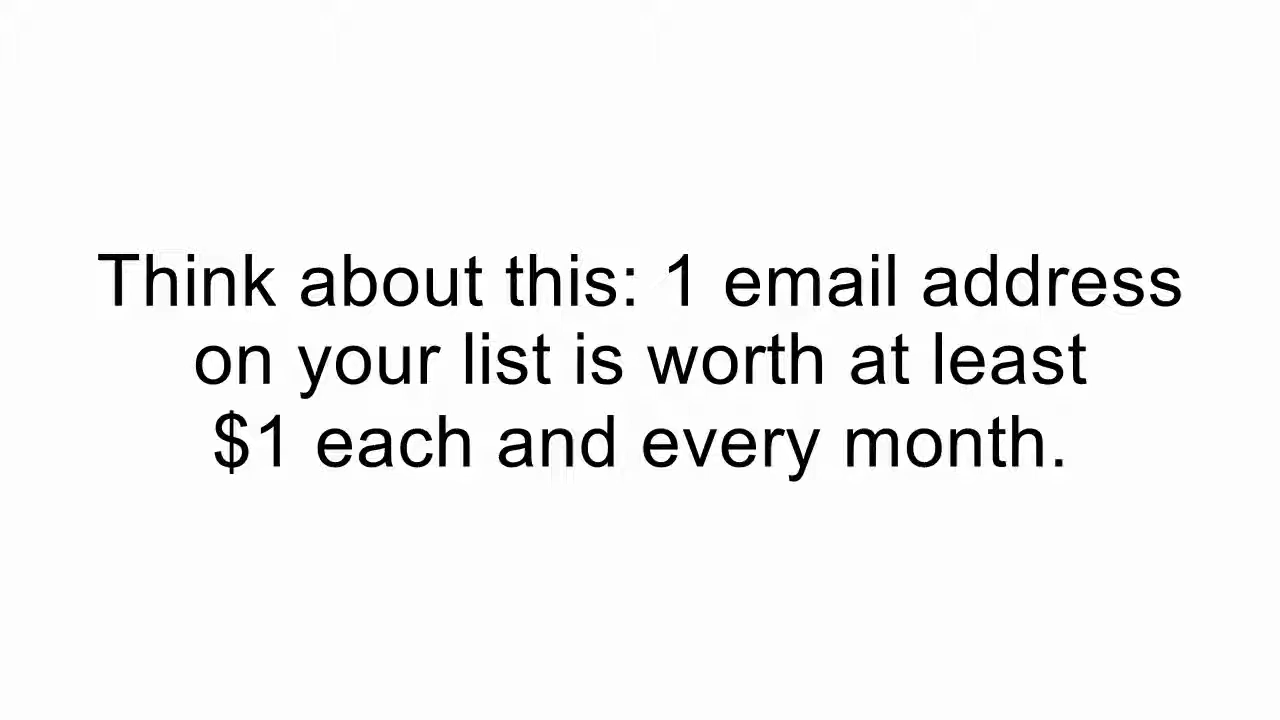 Think about this: 1 email address
on your list is worth at least
$1 each and every month.